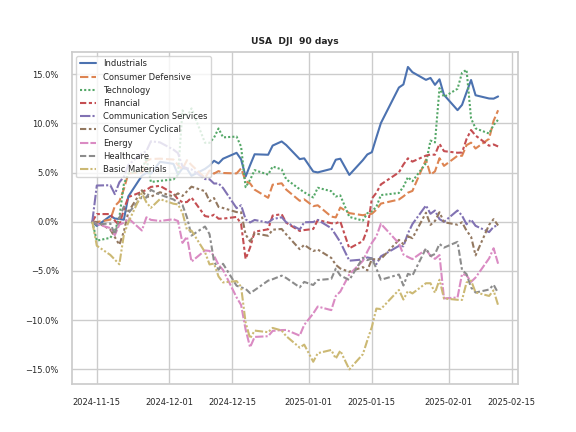 USA  DJI  90 days
Industrials
Consumer Defensive
Technology
Financial
Communication Services
Consumer Cyclical
Energy
Healthcare
Basic Materials
15.0%
10.0%
5.0%
0.0%
−5.0%
−10.0%
−15.0%
2024-11-15
2024-12-01
2024-12-15
2025-01-01
2025-01-15
2025-02-01
2025-02-15